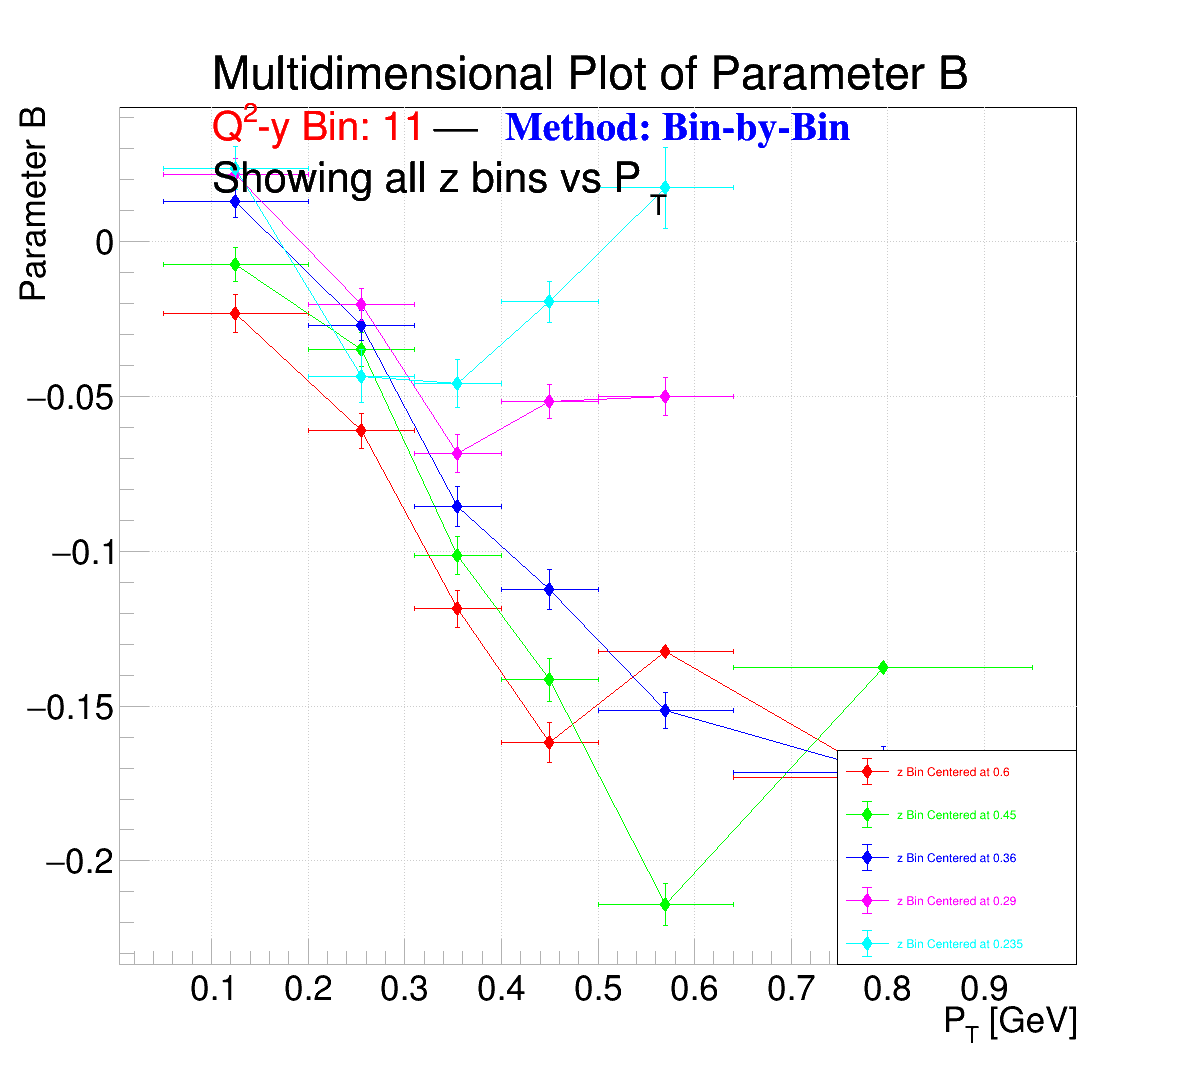 Multidimensional Plot of Parameter B
Q²-y Bin: 11 — Method: Bin-by-Bin
Showing all z bins vs P_T
Parameter B
0
−0.05
−0.1
−0.15
−0.2
z Bin Centered at 0.6
z Bin Centered at 0.45
z Bin Centered at 0.36
z Bin Centered at 0.29
z Bin Centered at 0.235
0.1 0.2 0.3 0.4 0.5 0.6 0.7 0.8 0.9
P_T [GeV]